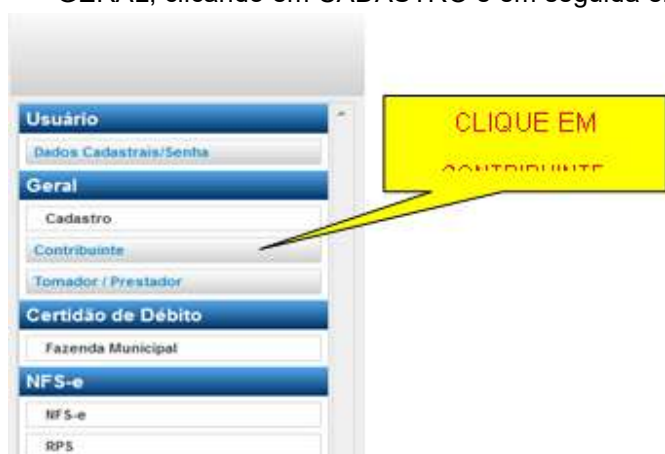 GERAL, clicando em CADASTRO e em seguida
Usuário
Dados Cadastrais/Senha
Geral
Cadastro
Contribuinte
Tomador / Prestador
Certidão de Débito
Fazenda Municipal
NFS-e
NFS-e
RPS
CLIQUE EM
CONTRIBUINTE